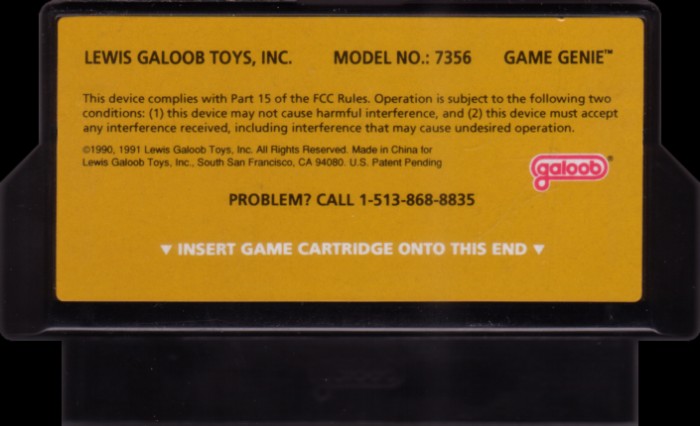 LEWIS GALOOB TOYS, INC. MODEL NO.: 7356 GAME GENIE™
This device complies with Part 15 of the FCC Rules. Operation is subject to the following two
conditions: (1) this device may not cause harmful interference, and (2) this device must accept
any interference received, including interference that may cause undesired operation.
©1990, 1991 Lewis Galoob Toys, Inc. All Rights Reserved. Made in China for
Lewis Galoob Toys, Inc., South San Francisco, CA 94080. U.S. Patent Pending
galoob®
PROBLEM? CALL 1-513-868-8835
▼ INSERT GAME CARTRIDGE ONTO THIS END ▼